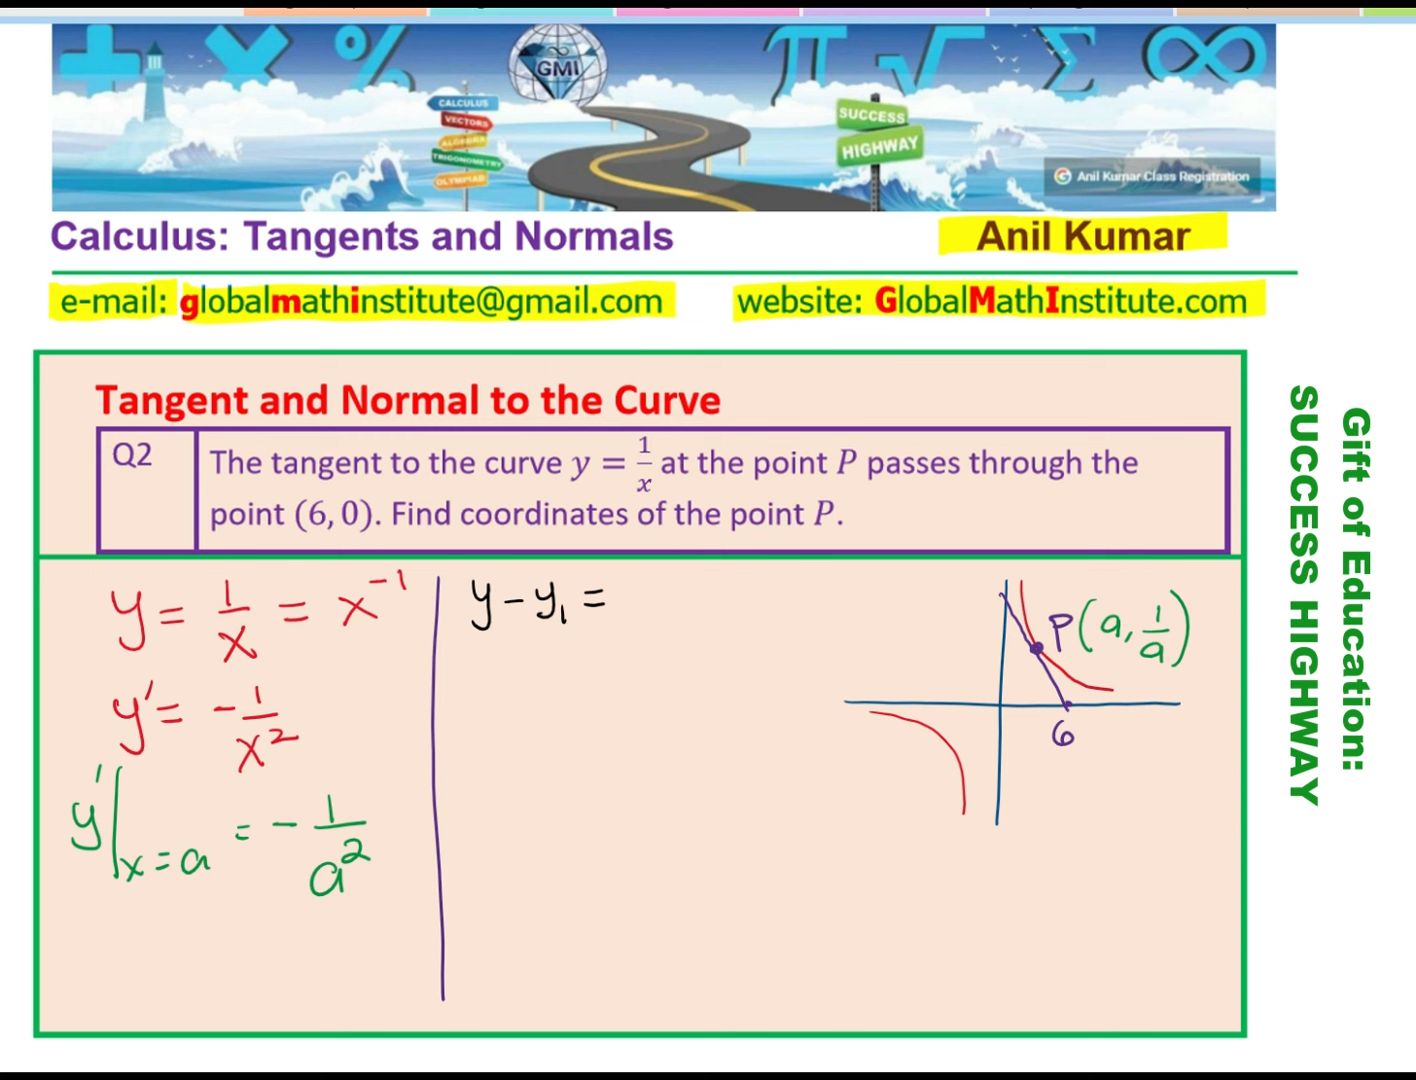 GMI
CALCULUS
VECTORS
ALGEBRA
TRIGONOMETRY
OLYMPIAD
SUCCESS
HIGHWAY
Anil Kumar Class Registration
Calculus: Tangents and Normals
Anil Kumar
e-mail: globalmathinstitute@gmail.com
website: GlobalMathInstitute.com
Tangent and Normal to the Curve
Q2
The tangent to the curve y = 1/x at the point P passes through the
point (6, 0). Find coordinates of the point P.
y = 1/x = x⁻¹
y' = -1/x²
y'|x=a = -1/a²
y - y₁ =
P(a, 1/a)
6
Gift of Education:
SUCCESS HIGHWAY